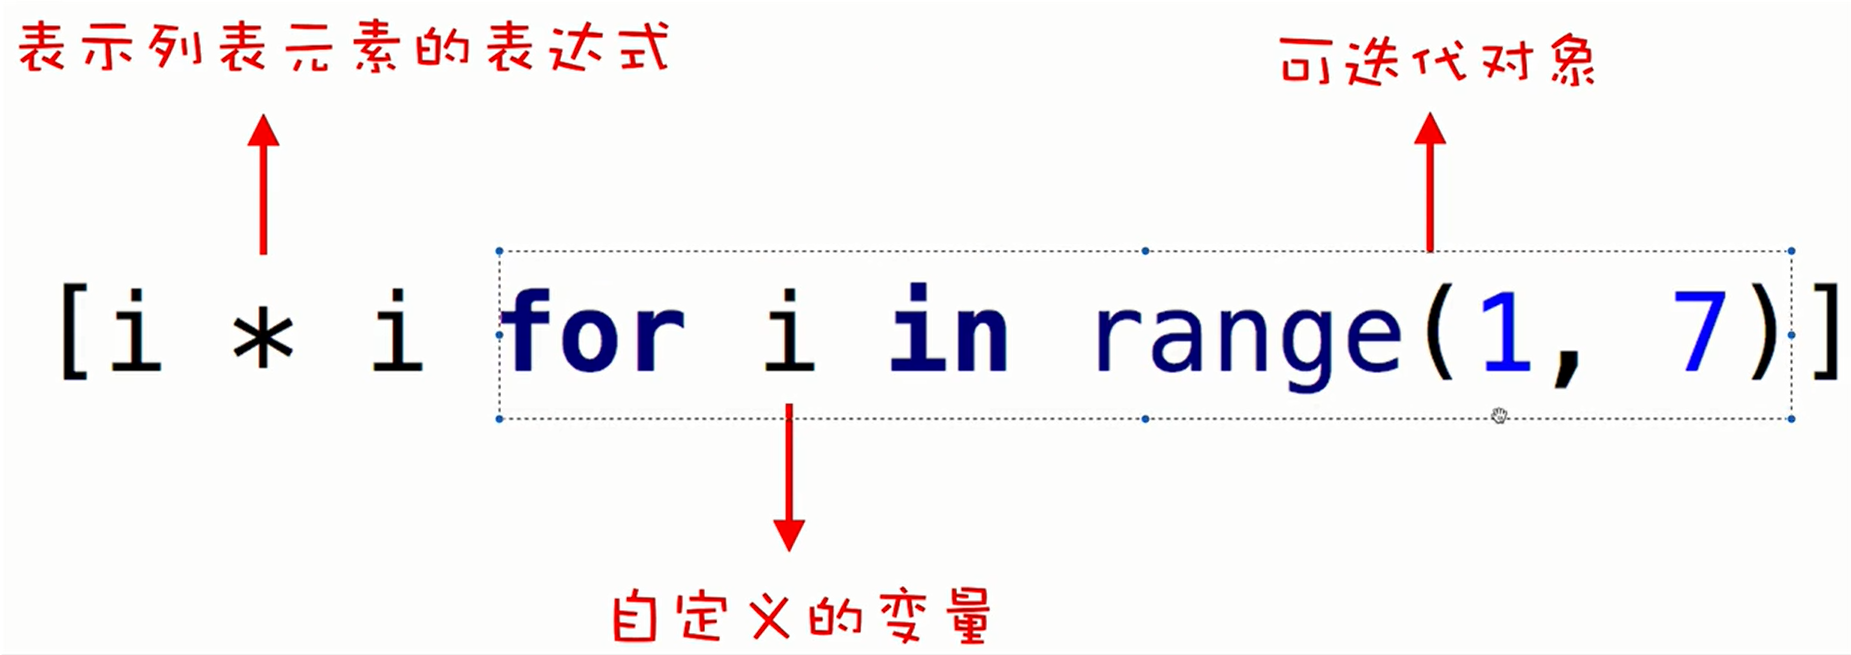 表示列表元素的表达式
可迭代对象
[i * i for i in range(1, 7)]
自定义的变量